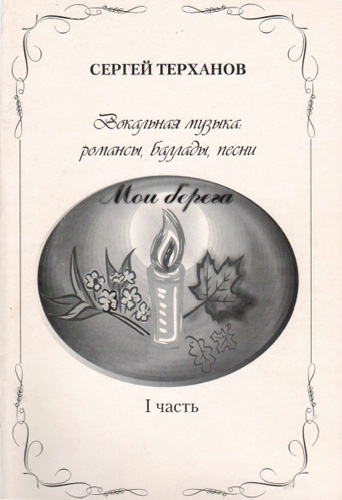 СЕРГЕЙ ТЕРХАНОВ
Вокальная музыка:
романсы, баллады, песни
Мои берега
I часть